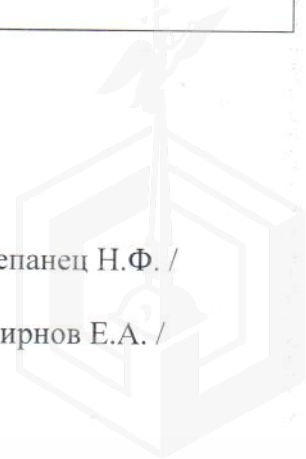 епанец Н.Ф. /
ирнов Е.А. /